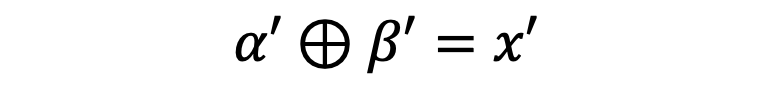 α′ ⊕ β′ = x′